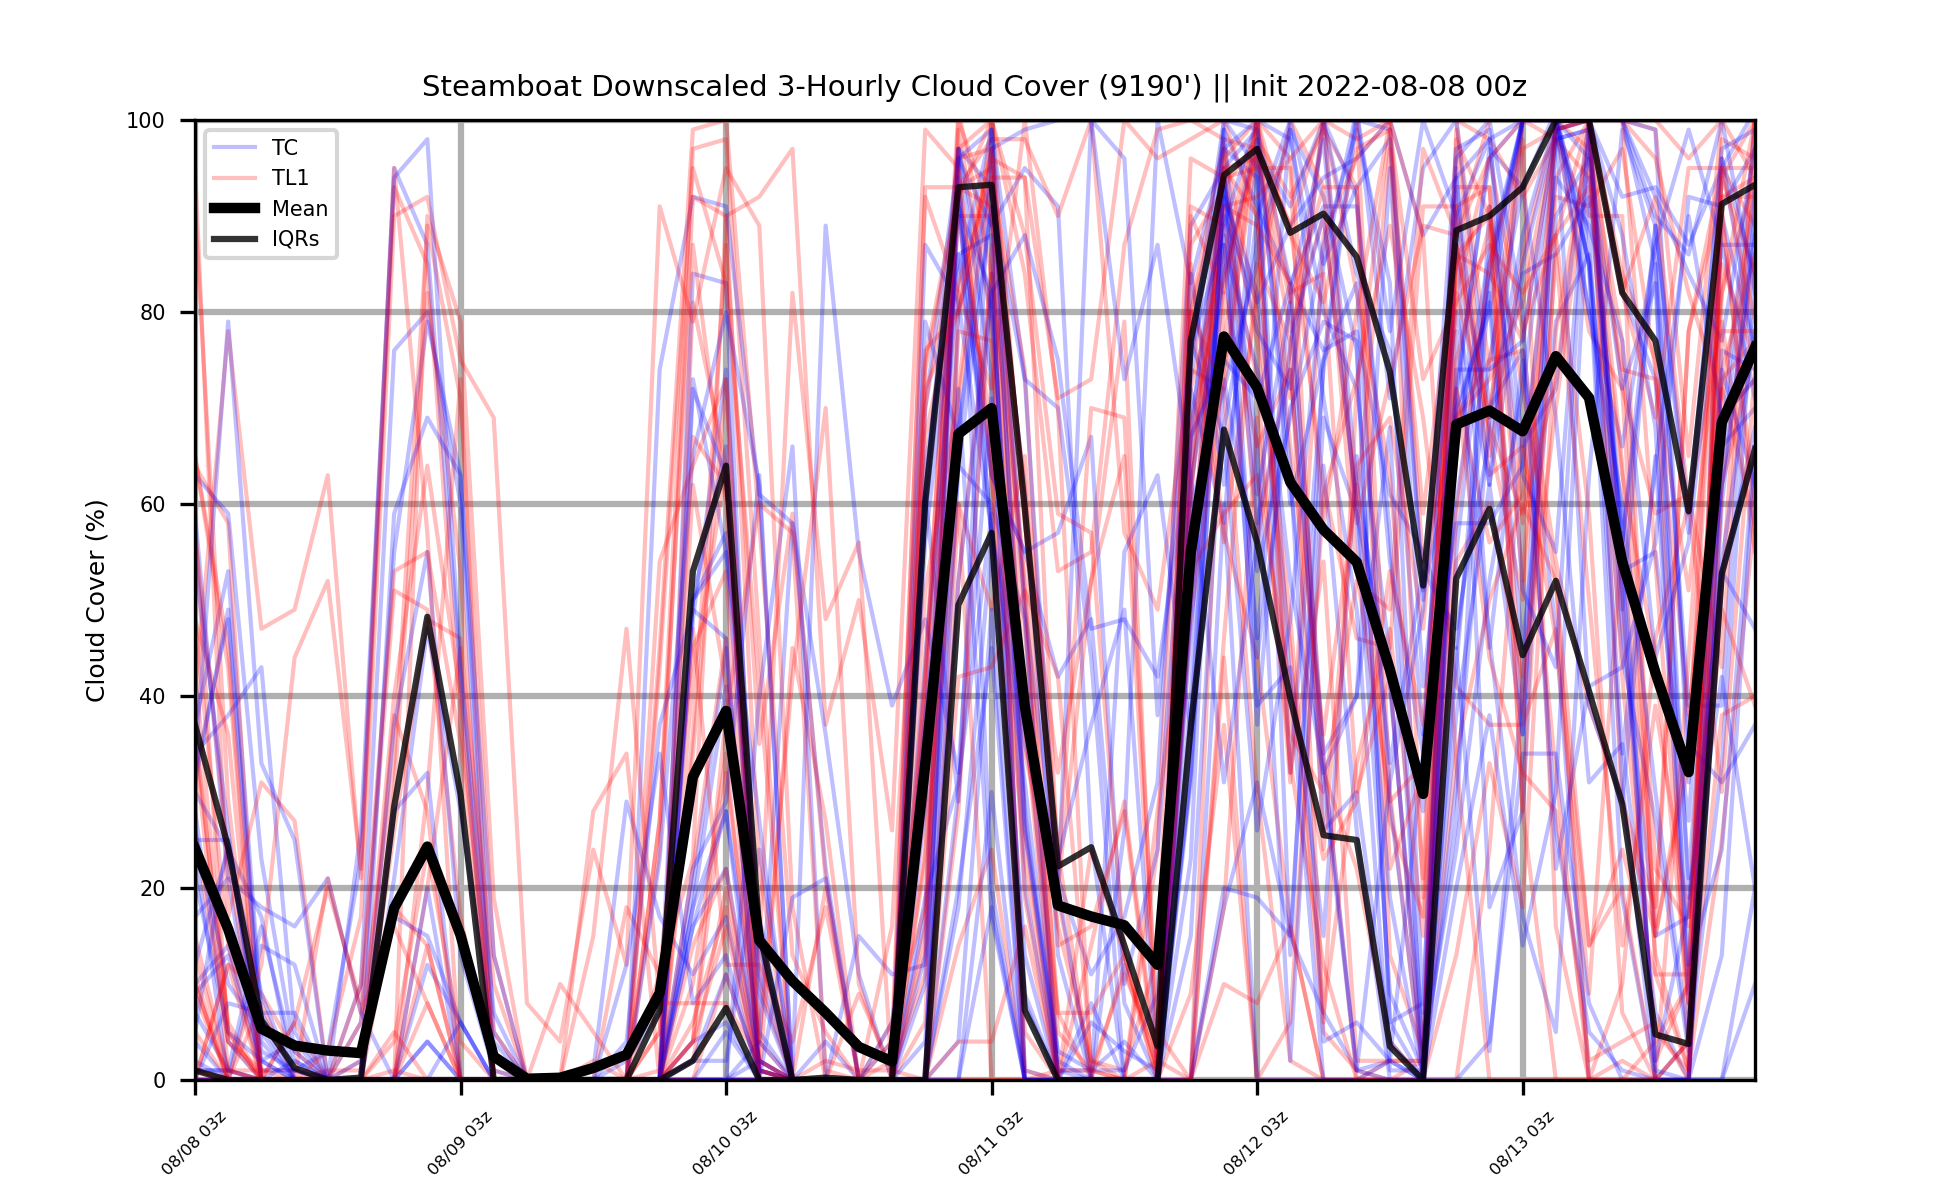 Steamboat Downscaled 3-Hourly Cloud Cover (9190') || Init 2022-08-08 00z
100
80
60
40
20
0
Cloud Cover (%)
TC
TL1
Mean
IQRs
08/08 03z
08/09 03z
08/10 03z
08/11 03z
08/12 03z
08/13 03z